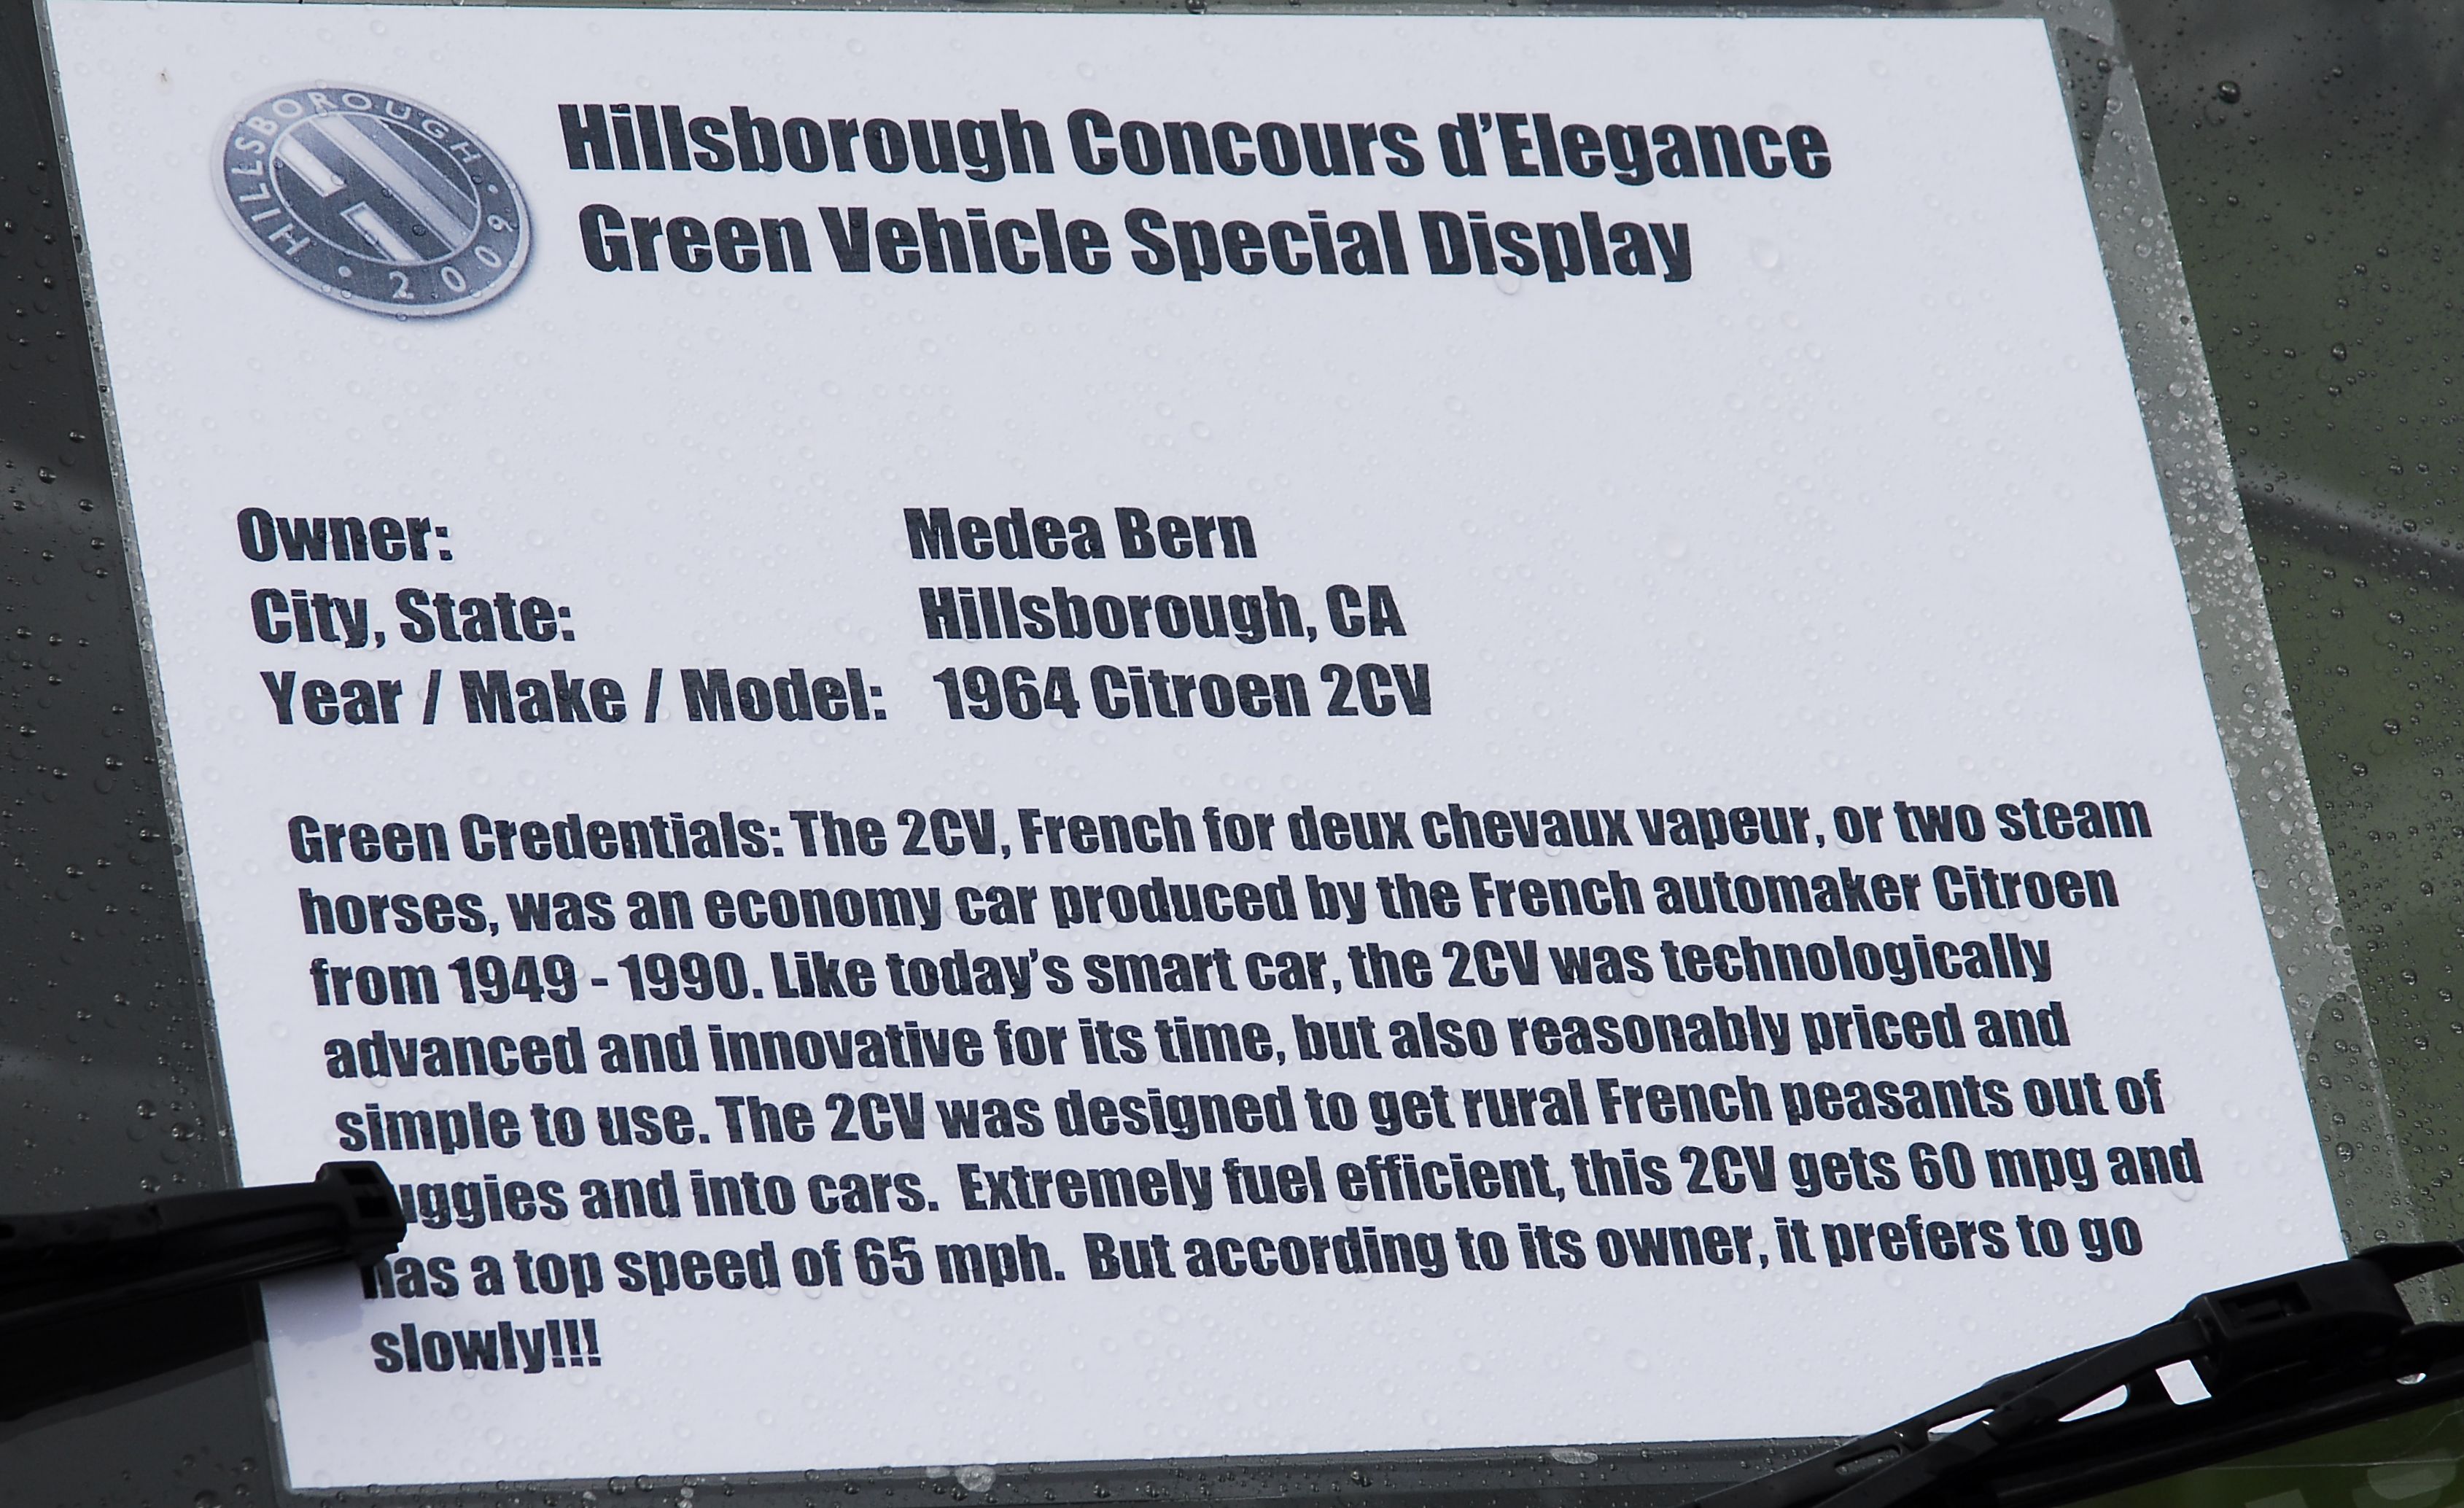 HILLSBOROUGH • 2009 •
H
Hillsborough Concours d'Elegance
Green Vehicle Special Display
Owner: Medea Bern
City, State: Hillsborough, CA
Year / Make / Model: 1964 Citroen 2CV
Green Credentials: The 2CV, French for deux chevaux vapeur, or two steam
horses, was an economy car produced by the French automaker Citroen
from 1949 - 1990. Like today's smart car, the 2CV was technologically
advanced and innovative for its time, but also reasonably priced and
simple to use. The 2CV was designed to get rural French peasants out of
uggies and into cars. Extremely fuel efficient, this 2CV gets 60 mpg and
has a top speed of 65 mph. But according to its owner, it prefers to go
slowly!!!